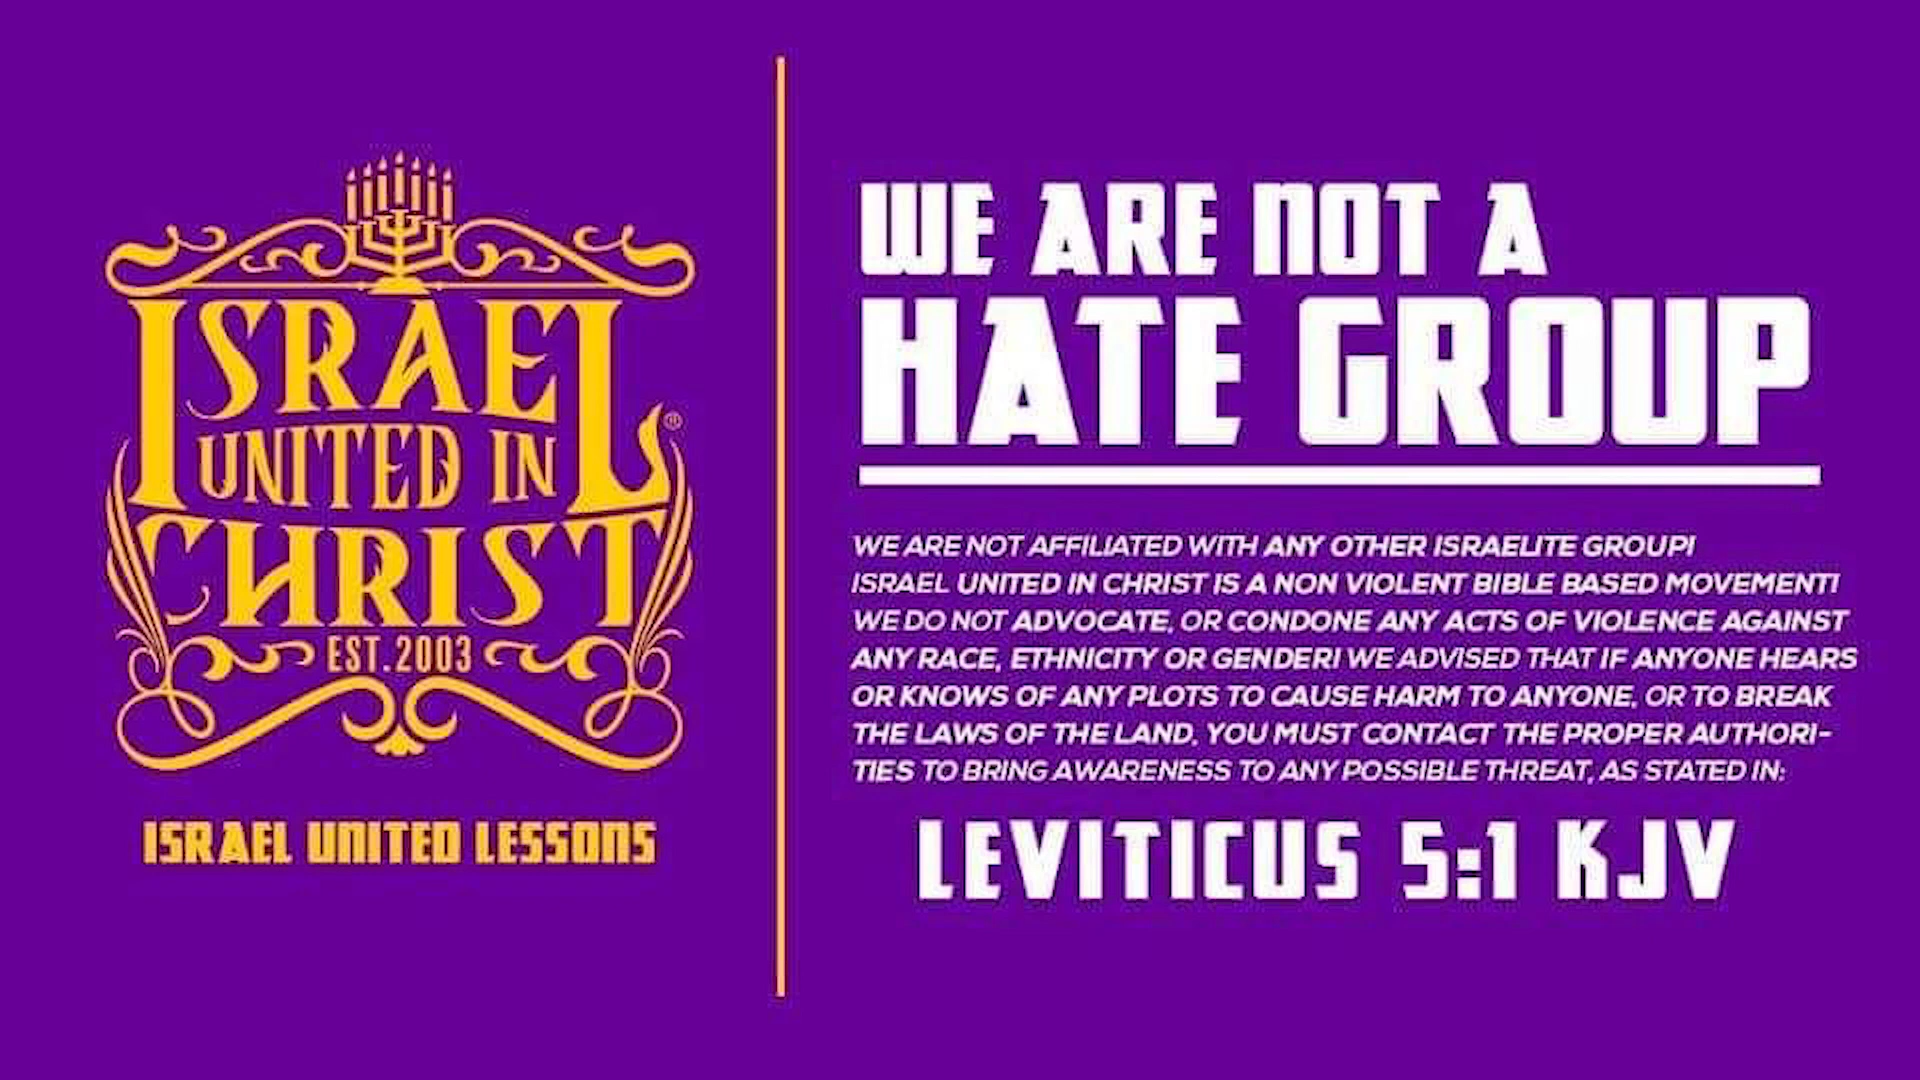 ISRAEL
UNITED IN
CHRIST
®
EST.2003
ISRAEL UNITED LESSONS
WE ARE NOT A
HATE GROUP
WE ARE NOT AFFILIATED WITH ANY OTHER ISRAELITE GROUP!
ISRAEL UNITED IN CHRIST IS A NON VIOLENT BIBLE BASED MOVEMENT!
WE DO NOT ADVOCATE, OR CONDONE ANY ACTS OF VIOLENCE AGAINST
ANY RACE, ETHNICITY OR GENDER! WE ADVISED THAT IF ANYONE HEARS
OR KNOWS OF ANY PLOTS TO CAUSE HARM TO ANYONE, OR TO BREAK
THE LAWS OF THE LAND, YOU MUST CONTACT THE PROPER AUTHORI-
TIES TO BRING AWARENESS TO ANY POSSIBLE THREAT, AS STATED IN:
LEVITICUS 5:1 KJV